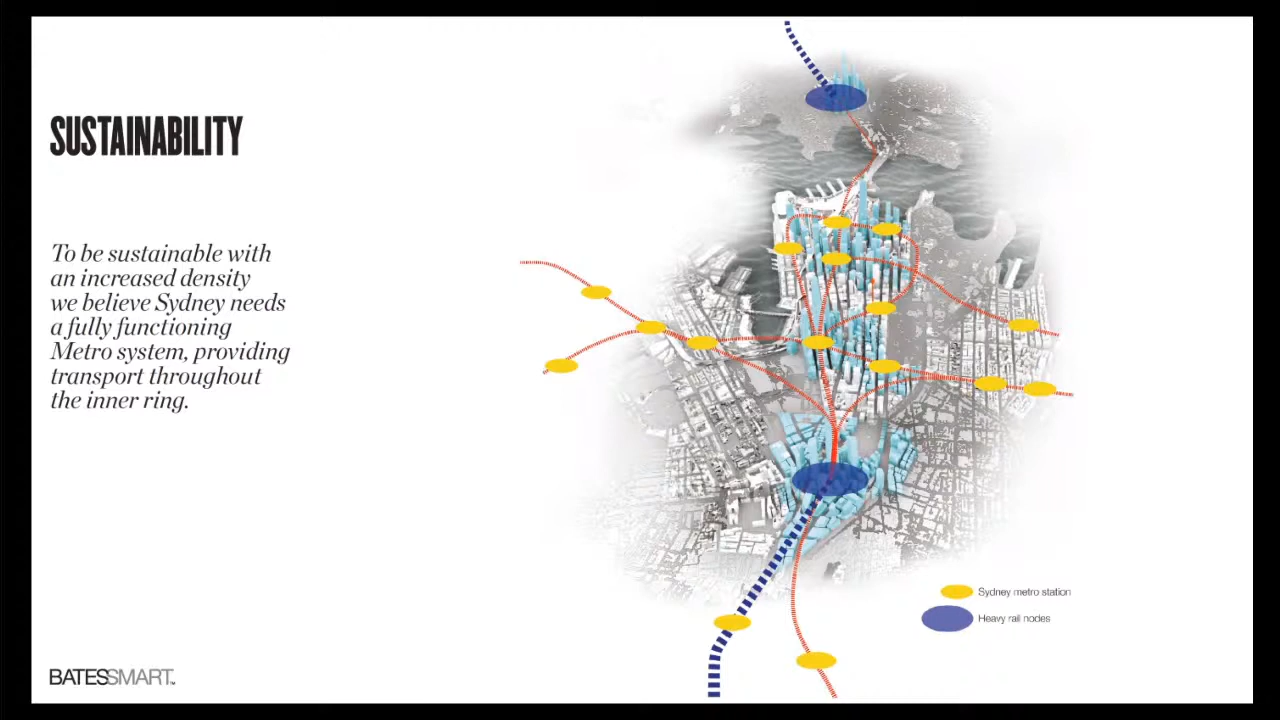 SUSTAINABILITY
To be sustainable with
an increased density
we believe Sydney needs
a fully functioning
Metro system, providing
transport throughout
the inner ring.
Sydney metro station
Heavy rail nodes
BATESSMART™